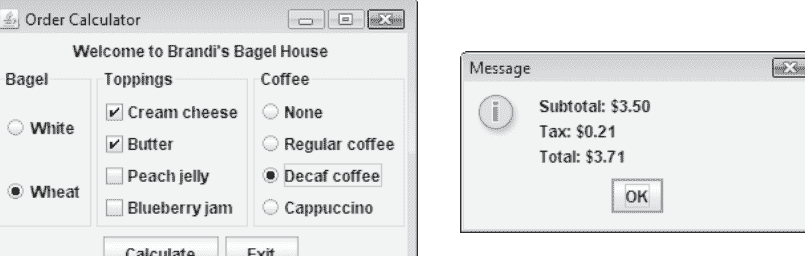 Order Calculator
Welcome to Brandi's Bagel House
Bagel
White
Wheat
Toppings
Cream cheese
Butter
Peach jelly
Blueberry jam
Coffee
None
Regular coffee
Decaf coffee
Cappuccino
Calculate
Exit
Message
Subtotal: $3.50
Tax: $0.21
Total: $3.71
OK